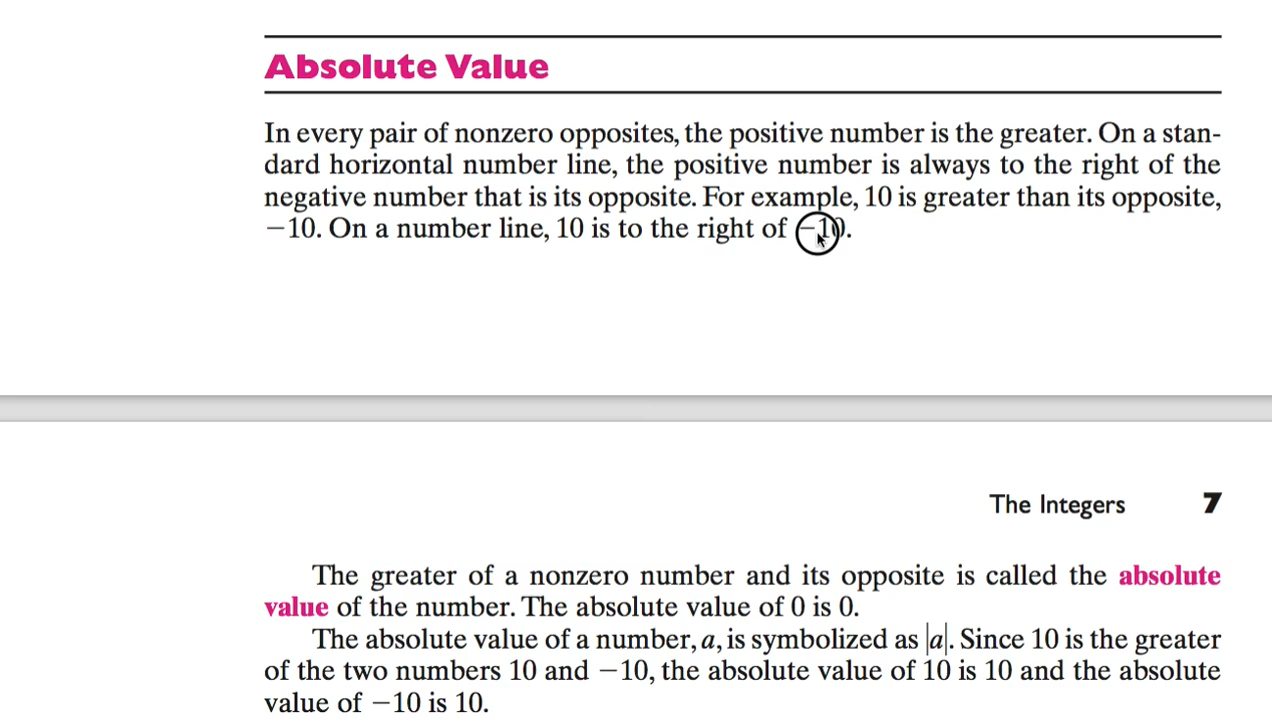 Absolute Value
In every pair of nonzero opposites, the positive number is the greater. On a stan-
dard horizontal number line, the positive number is always to the right of the
negative number that is its opposite. For example, 10 is greater than its opposite,
−10. On a number line, 10 is to the right of −10.
The Integers 7
The greater of a nonzero number and its opposite is called the absolute
value of the number. The absolute value of 0 is 0.
The absolute value of a number, a, is symbolized as |a|. Since 10 is the greater
of the two numbers 10 and −10, the absolute value of 10 is 10 and the absolute
value of −10 is 10.